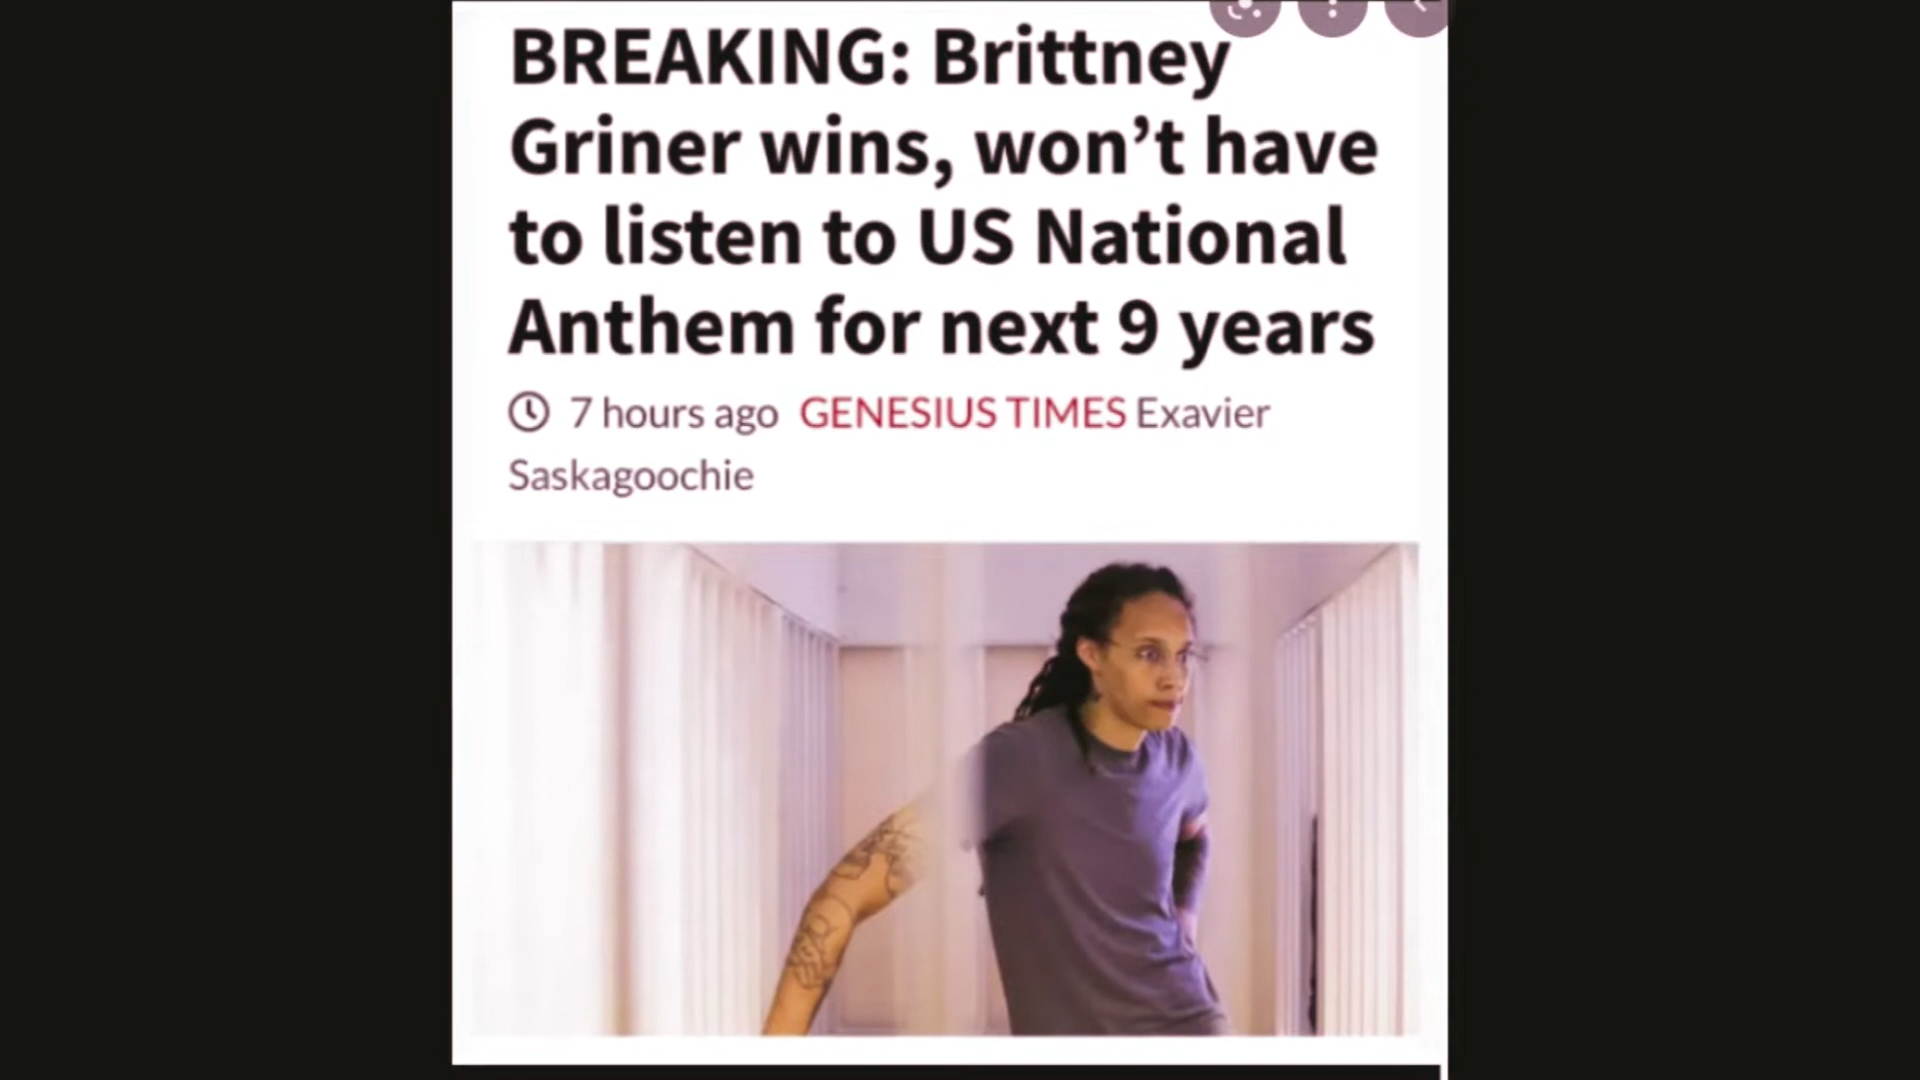 BREAKING: Brittney
Griner wins, won’t have
to listen to US National
Anthem for next 9 years
7 hours ago GENESIUS TIMES Exavier
Saskagoochie